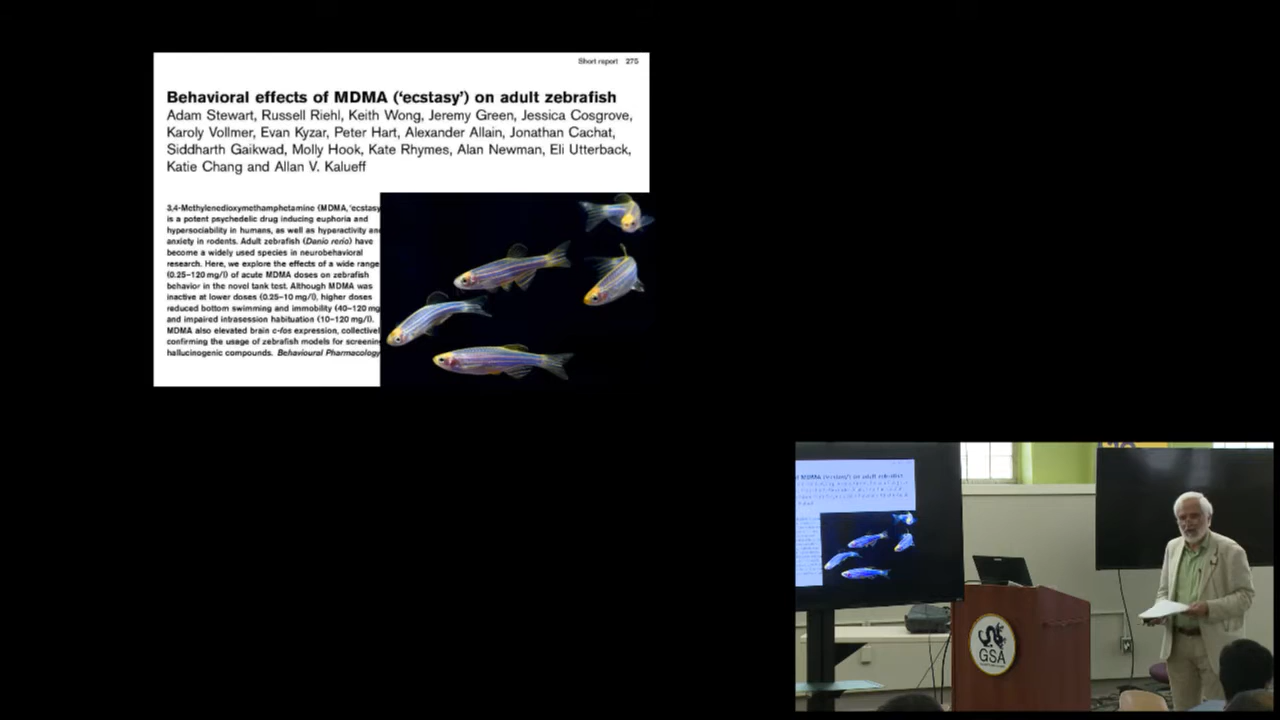 Short report 275
Behavioral effects of MDMA (‘ecstasy’) on adult zebrafish
Adam Stewart, Russell Riehl, Keith Wong, Jeremy Green, Jessica Cosgrove,
Karoly Vollmer, Evan Kyzar, Peter Hart, Alexander Allain, Jonathan Cachat,
Siddharth Gaikwad, Molly Hook, Kate Rhymes, Alan Newman, Eli Utterback,
Katie Chang and Allan V. Kalueff
3,4-Methylenedioxymethamphetamine (MDMA, ‘ecstasy
is a potent psychedelic drug inducing euphoria and
hypersociability in humans, as well as hyperactivity an
anxiety in rodents. Adult zebrafish (Danio rerio) have
become a widely used species in neurobehavioral
research. Here, we explore the effects of a wide range
(0.25–120 mg/l) of acute MDMA doses on zebrafish
behavior in the novel tank test. Although MDMA was
inactive at lower doses (0.25–10 mg/l), higher doses
reduced bottom swimming and immobility (40–120 mg
and impaired intrasession habituation (10–120 mg/l).
MDMA also elevated brain c-fos expression, collectivel
confirming the usage of zebrafish models for screenin
hallucinogenic compounds. Behavioural Pharmacology
MDMA (‘ecstasy’) on adult zebrafish
GSA